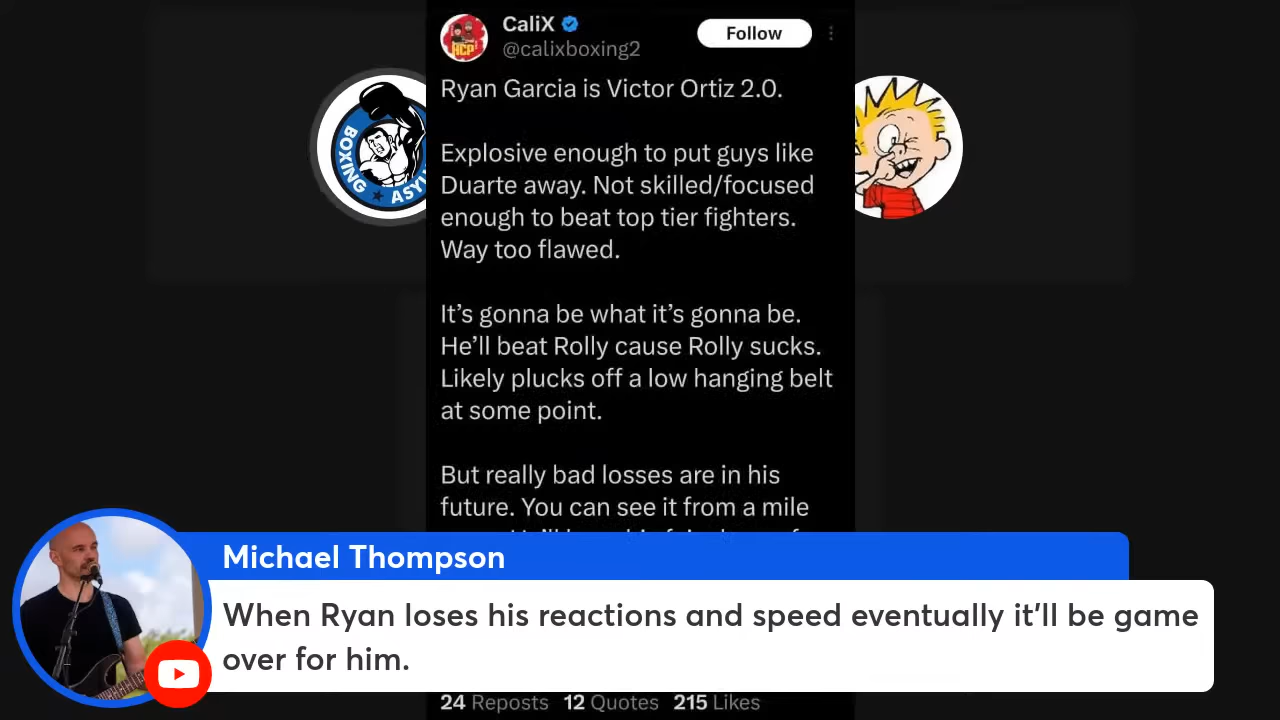 CaliX
@calixboxing2
Follow
BOXING
Ryan Garcia is Victor Ortiz 2.0.
Explosive enough to put guys like
Duarte away. Not skilled/focused
enough to beat top tier fighters.
Way too flawed.
It’s gonna be what it’s gonna be.
He’ll beat Rolly cause Rolly sucks.
Likely plucks off a low hanging belt
at some point.
But really bad losses are in his
future. You can see it from a mile
Michael Thompson
When Ryan loses his reactions and speed eventually it’ll be game
over for him.
24 Reposts 12 Quotes 215 Likes